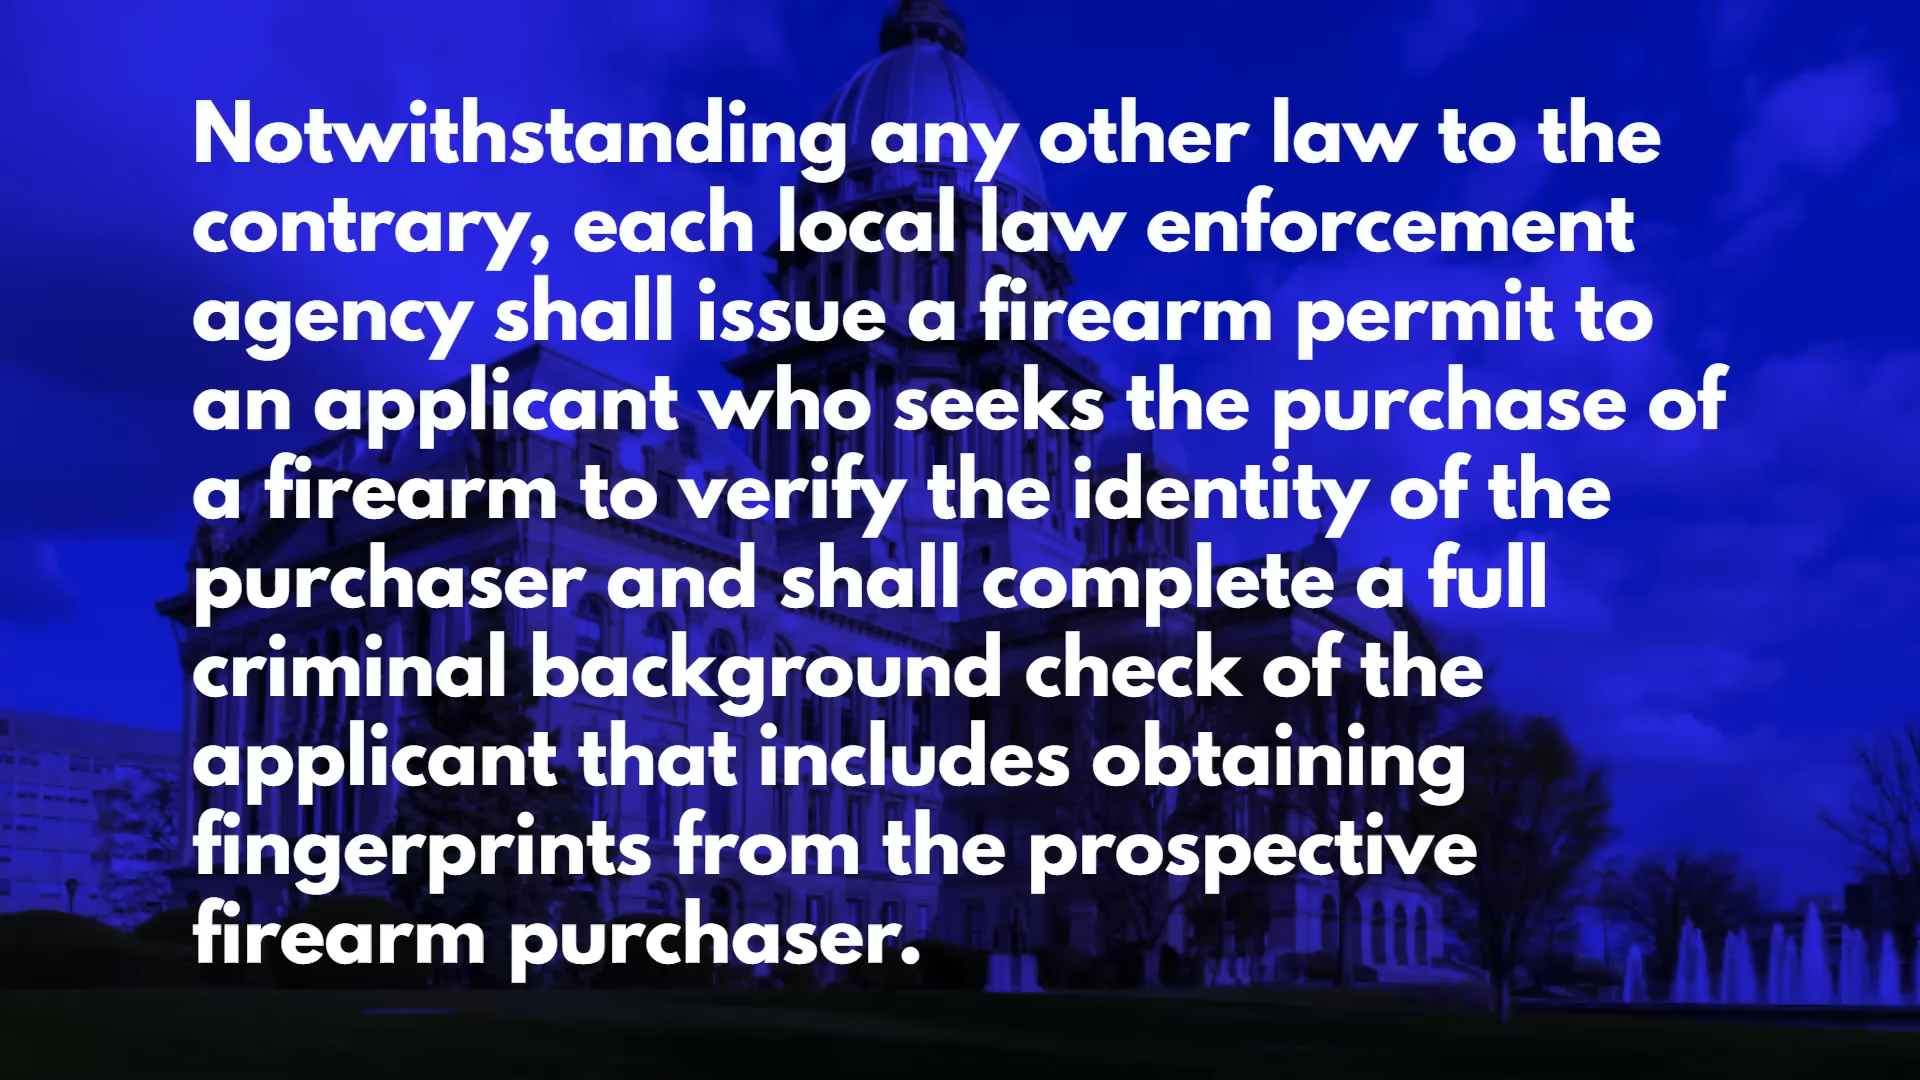 Notwithstanding any other law to the
contrary, each local law enforcement
agency shall issue a firearm permit to
an applicant who seeks the purchase of
a firearm to verify the identity of the
purchaser and shall complete a full
criminal background check of the
applicant that includes obtaining
fingerprints from the prospective
firearm purchaser.